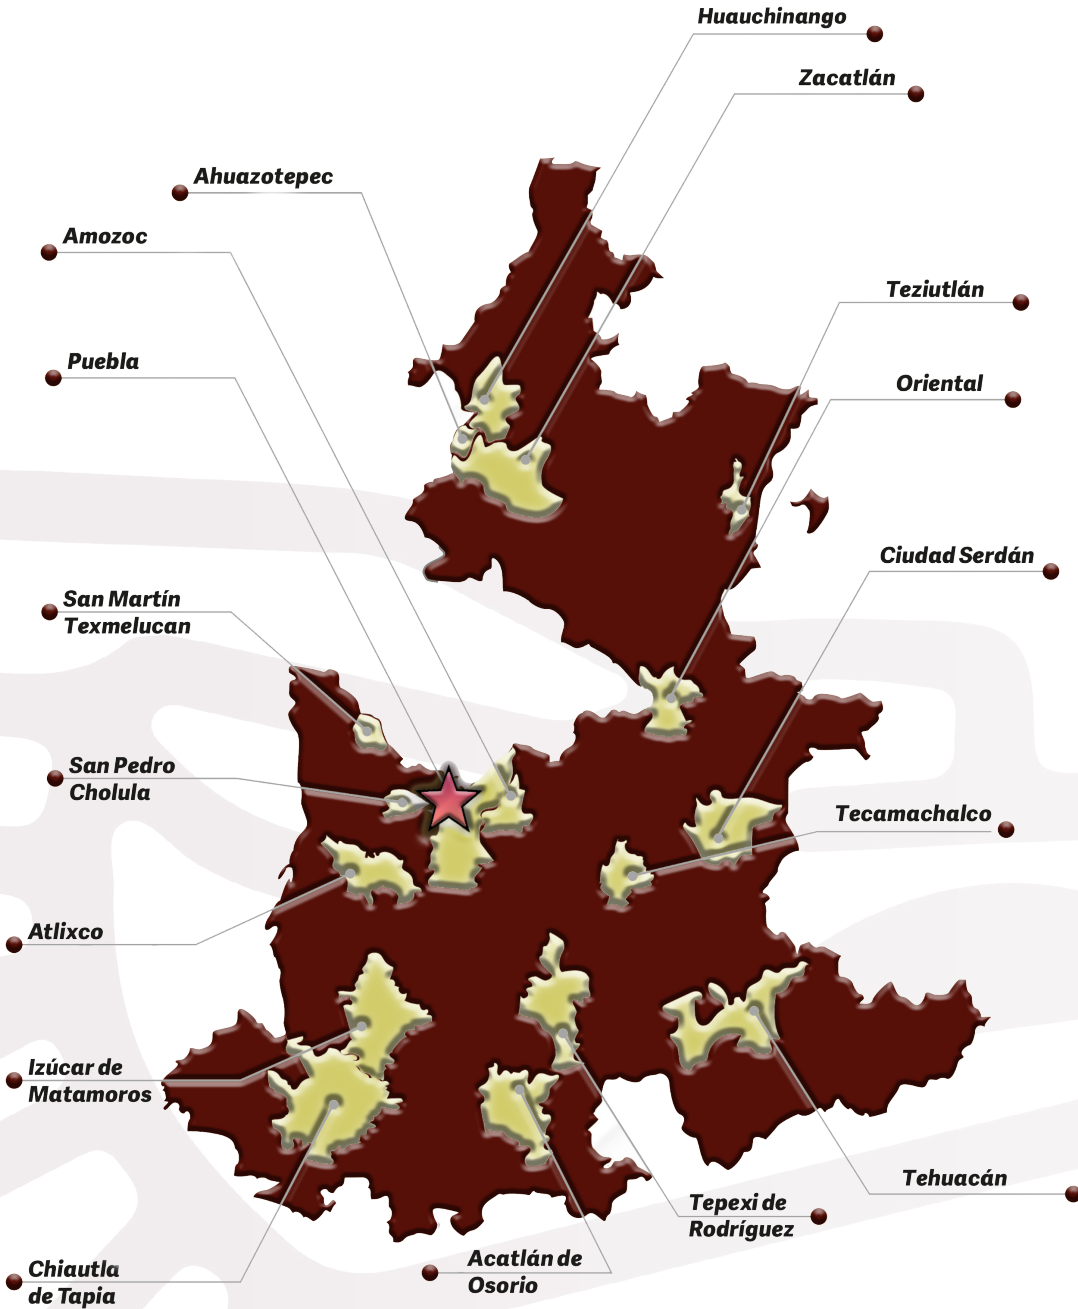 Huauchinango
Zacatlán
Ahuazotepec
Amozoc
Teziutlán
Puebla
Oriental
Ciudad Serdán
San Martín
Texmelucan
San Pedro
Cholula
Tecamachalco
Atlixco
Izúcar de
Matamoros
Tehuacán
Tepexi de
Rodríguez
Acatlán de
Osorio
Chiautla
de Tapia